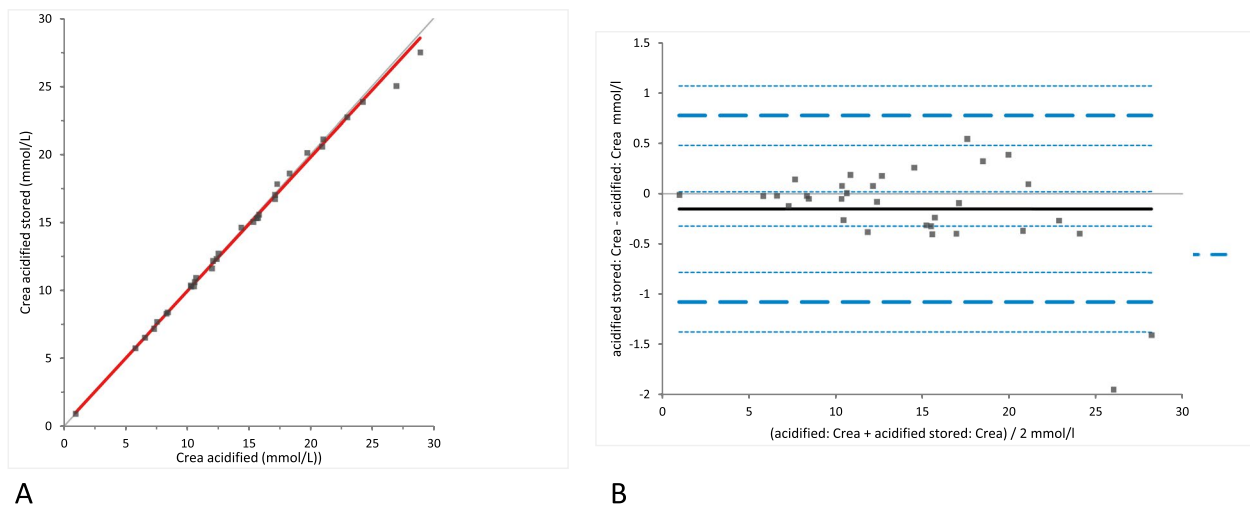 30
25
20
15
10
5
0
Crea acidified stored (mmol/L)
0 5 10 15 20 25 30
Crea acidified (mmol/L))
A
1.5
1
0.5
0
-0.5
-1
-1.5
-2
acidified stored: Crea - acidified: Crea mmol/l
0 5 10 15 20 25 30
(acidified: Crea + acidified stored: Crea) / 2 mmol/l
B